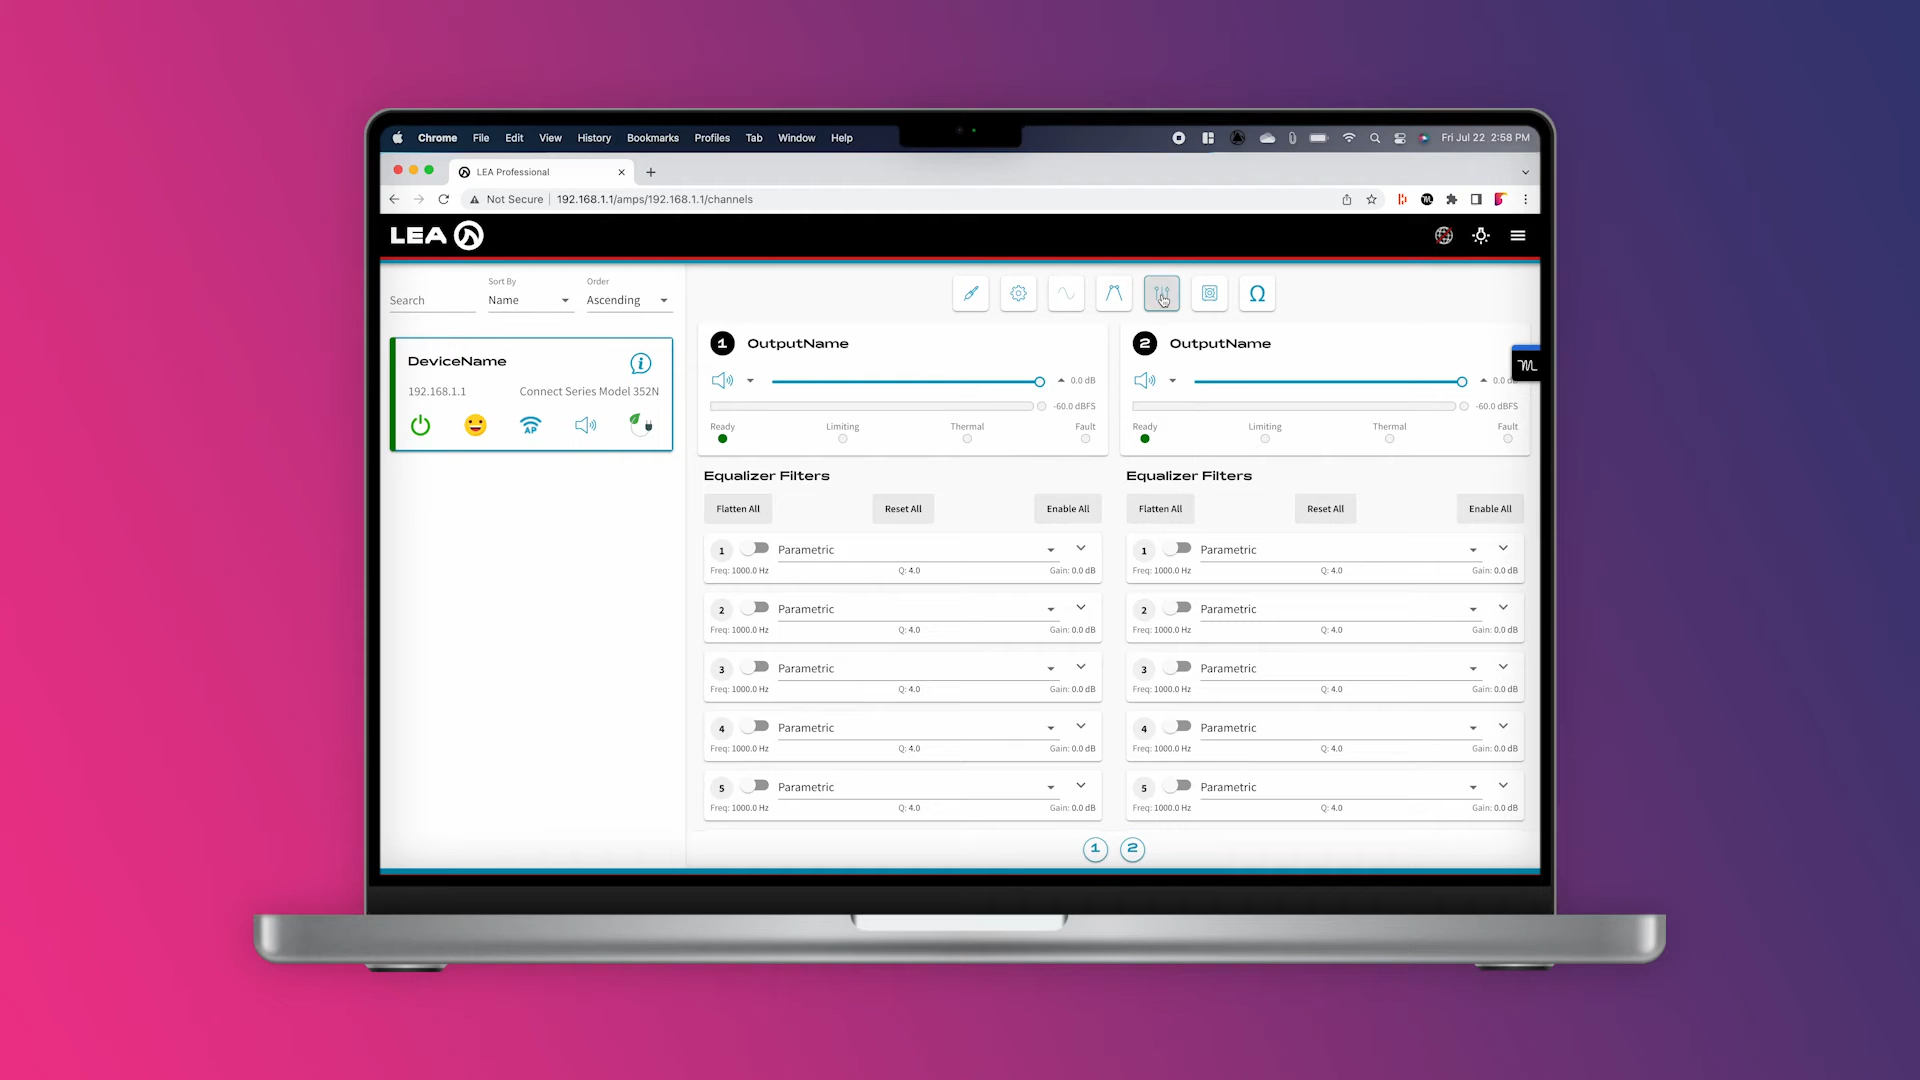 Chrome File Edit View History Bookmarks Profiles Tab Window Help Fri Jul 22 2:58 PM
LEA Professional
Not Secure 192.168.1.1/amps/192.168.1.1/channels
LEA
Sort By Order
Search Name Ascending
DeviceName
192.168.1.1 Connect Series Model 352N
AP
1 OutputName
0.0 dB
-60.0 dBFS
Ready Limiting Thermal Fault
Equalizer Filters
Flatten All Reset All Enable All
1 Parametric
Freq: 1000.0 Hz Q: 4.0 Gain: 0.0 dB
2 Parametric
Freq: 1000.0 Hz Q: 4.0 Gain: 0.0 dB
3 Parametric
Freq: 1000.0 Hz Q: 4.0 Gain: 0.0 dB
4 Parametric
Freq: 1000.0 Hz Q: 4.0 Gain: 0.0 dB
5 Parametric
Freq: 1000.0 Hz Q: 4.0 Gain: 0.0 dB
2 OutputName
0.0 dB
-60.0 dBFS
Ready Limiting Thermal Fault
Equalizer Filters
Flatten All Reset All Enable All
1 Parametric
Freq: 1000.0 Hz Q: 4.0 Gain: 0.0 dB
2 Parametric
Freq: 1000.0 Hz Q: 4.0 Gain: 0.0 dB
3 Parametric
Freq: 1000.0 Hz Q: 4.0 Gain: 0.0 dB
4 Parametric
Freq: 1000.0 Hz Q: 4.0 Gain: 0.0 dB
5 Parametric
Freq: 1000.0 Hz Q: 4.0 Gain: 0.0 dB
1 2